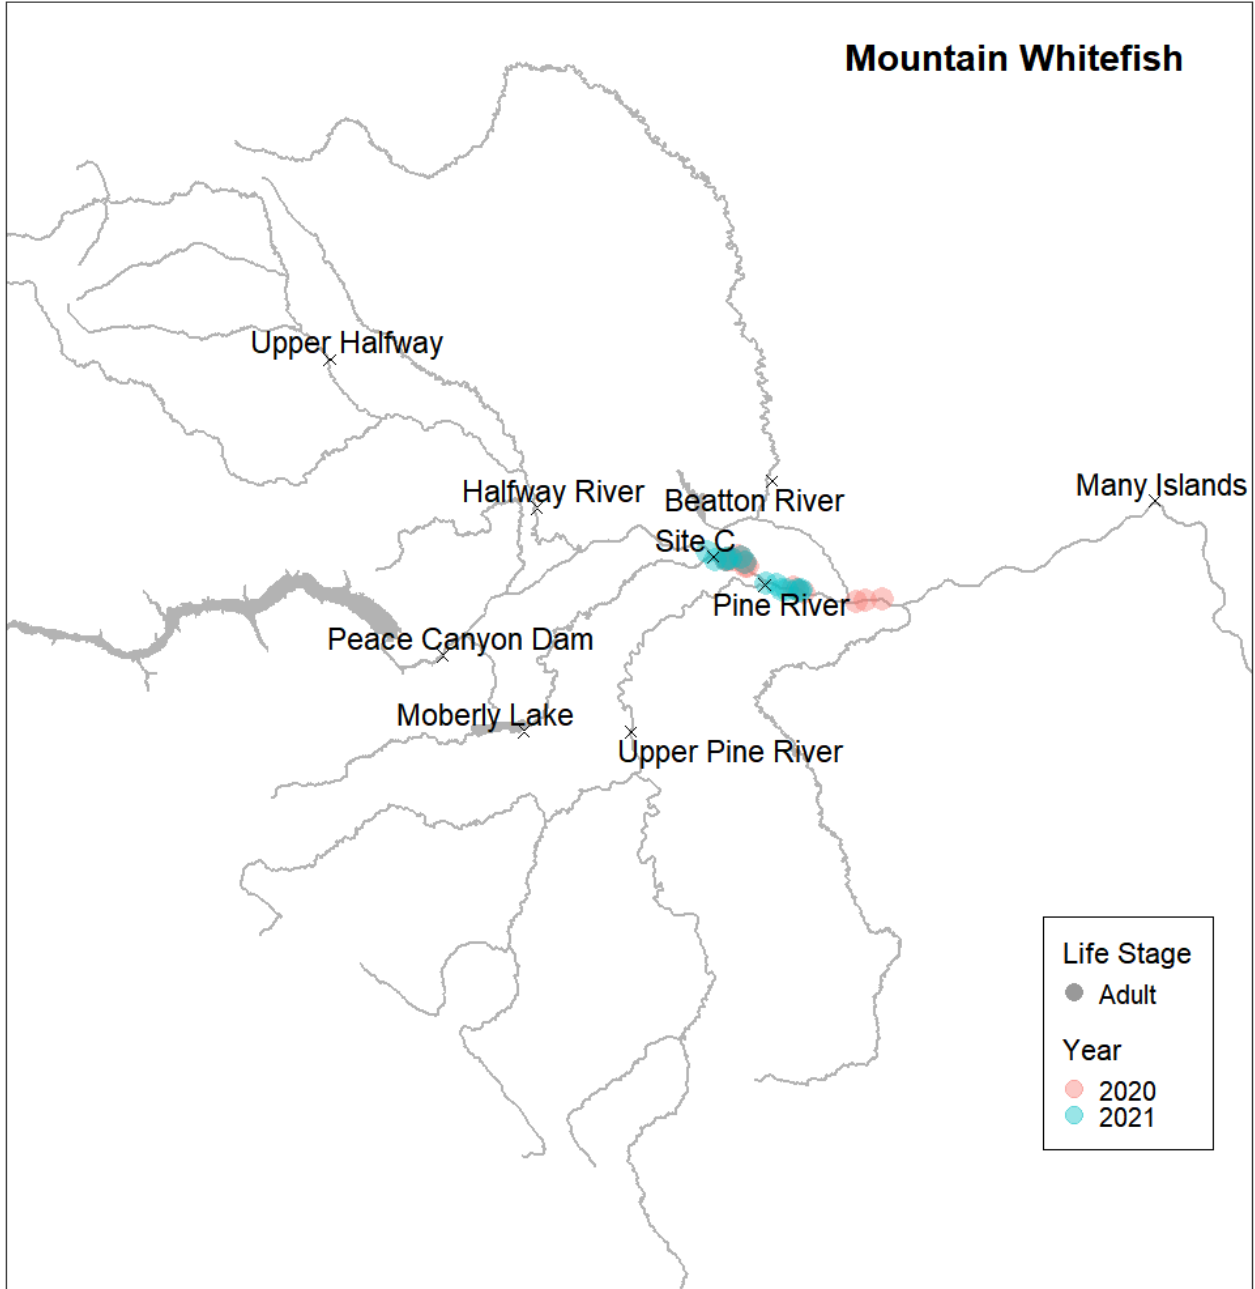 Mountain Whitefish
Upper Halfway
Halfway River
Beatton River
Many Islands
Site C
Pine River
Peace Canyon Dam
Moberly Lake
Upper Pine River
Life Stage
Adult
Year
2020
2021